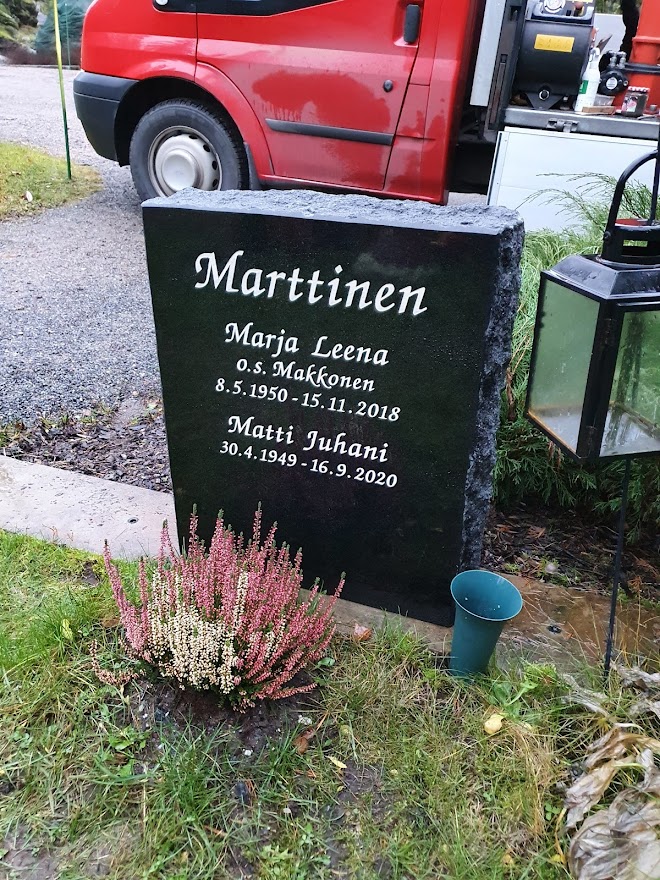 Marttinen
Marja Leena
o.s. Makkonen
8.5.1950 - 15.11.2018
Matti Juhani
30.4.1949 - 16.9.2020